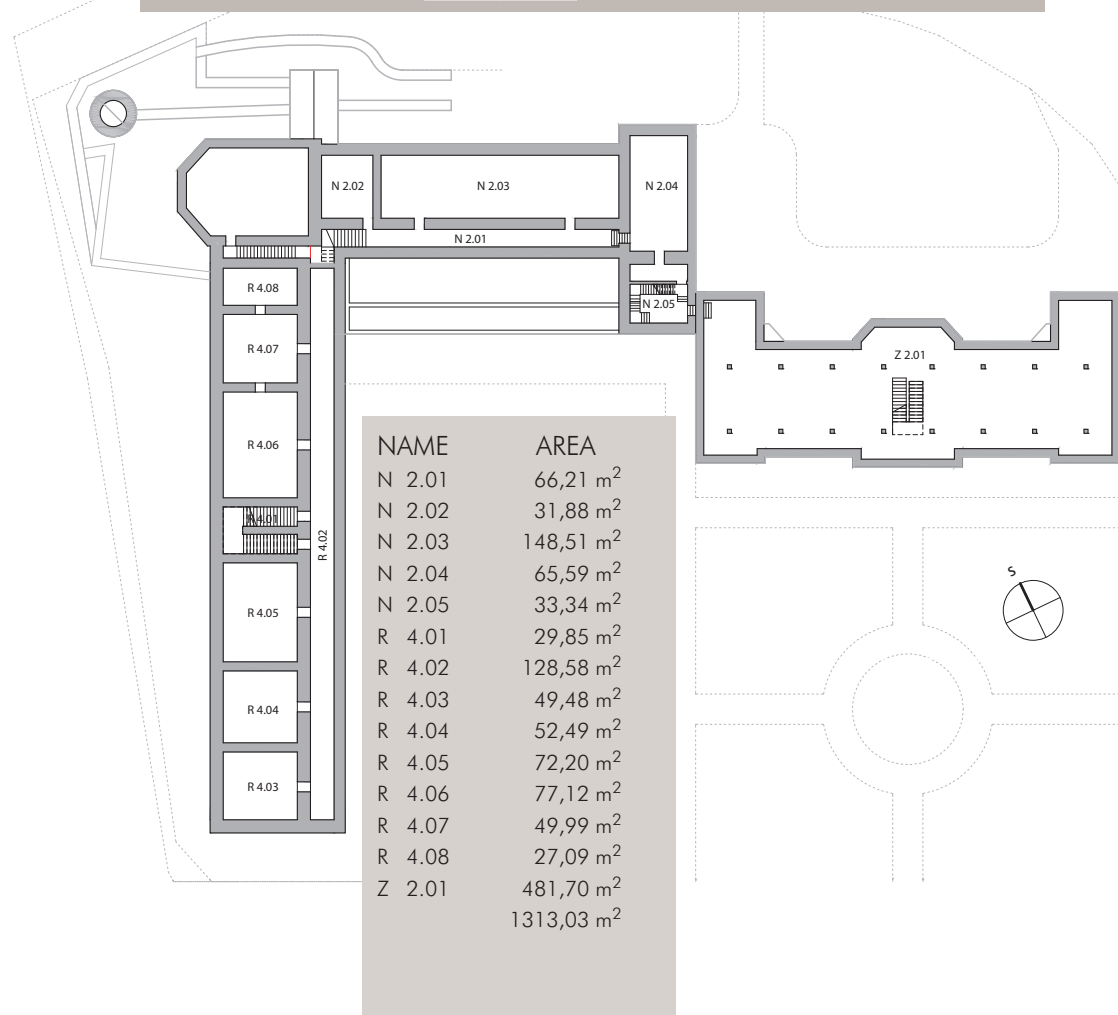 N 2.02
N 2.03
N 2.04
N 2.01
R 4.08
N 2.05
R 4.07
Z 2.01
R 4.06
R 4.01
R 4.02
S
R 4.05
R 4.04
R 4.03
NAME AREA
N 2.01 66,21 m²
N 2.02 31,88 m²
N 2.03 148,51 m²
N 2.04 65,59 m²
N 2.05 33,34 m²
R 4.01 29,85 m²
R 4.02 128,58 m²
R 4.03 49,48 m²
R 4.04 52,49 m²
R 4.05 72,20 m²
R 4.06 77,12 m²
R 4.07 49,99 m²
R 4.08 27,09 m²
Z 2.01 481,70 m²
1313,03 m²